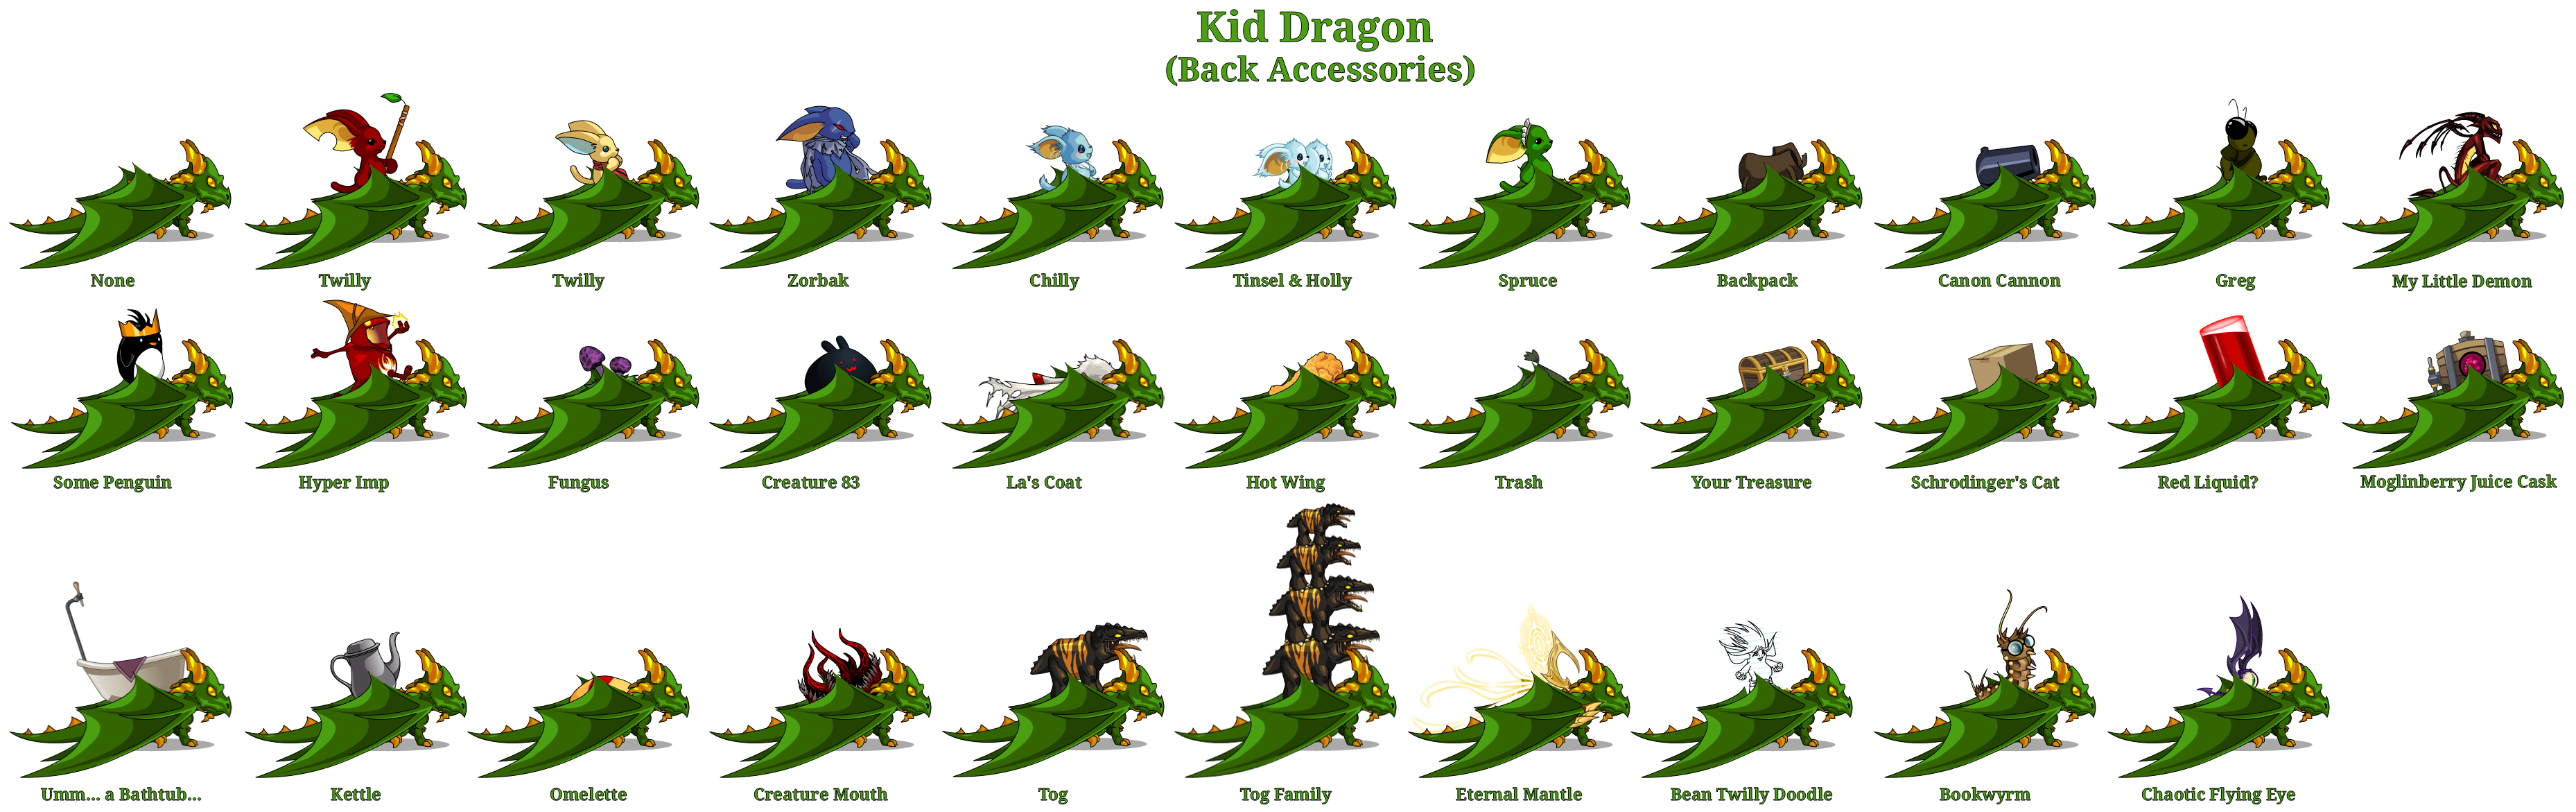 Kid Dragon
(Back Accessories)
None
Twilly
Twilly
Zorbak
Chilly
Tinsel & Holly
Spruce
Backpack
Canon Cannon
Greg
My Little Demon
Some Penguin
Hyper Imp
Fungus
Creature 83
La's Coat
Hot Wing
Trash
Your Treasure
Schrodinger's Cat
Red Liquid?
Moglinberry Juice Cask
Umm... a Bathtub...
Kettle
Omelette
Creature Mouth
Tog
Tog Family
Eternal Mantle
Bean Twilly Doodle
Bookwyrm
Chaotic Flying Eye